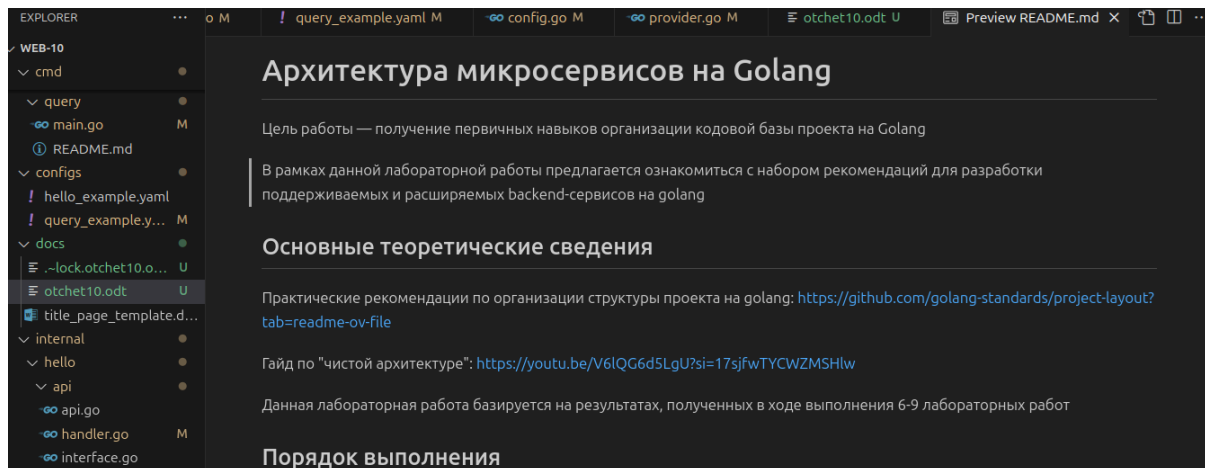 EXPLORER ...
o M
! query_example.yaml M
GO config.go M
GO provider.go M
otchet10.odt U
Preview README.md
WEB-10
cmd
query
GO main.go M
README.md
configs
! hello_example.yaml
! query_example.y... M
docs
.~lock.otchet10.o... U
otchet10.odt U
title_page_template.d...
internal
hello
api
GO api.go
GO handler.go M
GO interface.go
Архитектура микросервисов на Golang
Цель работы — получение первичных навыков организации кодовой базы проекта на Golang
В рамках данной лабораторной работы предлагается ознакомиться с набором рекомендаций для разработки
поддерживаемых и расширяемых backend-сервисов на golang
Основные теоретические сведения
Практические рекомендации по организации структуры проекта на golang: https://github.com/golang-standards/project-layout?
tab=readme-ov-file
Гайд по "чистой архитектуре": https://youtu.be/V6lQG6d5LgU?si=17sjfwTYCWZMSHlw
Данная лабораторная работа базируется на результатах, полученных в ходе выполнения 6-9 лабораторных работ
Порядок выполнения